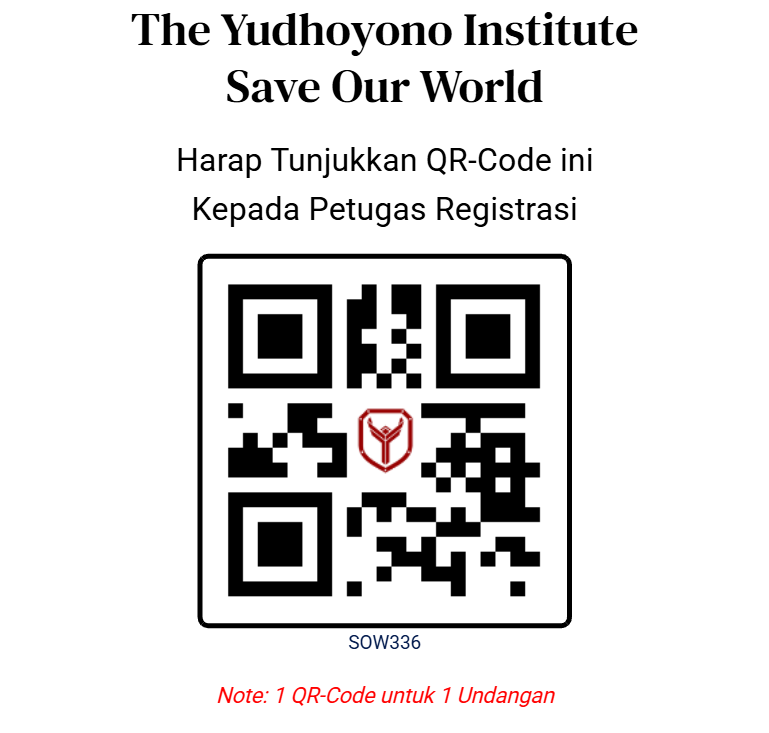 The Yudhoyono Institute
Save Our World
Harap Tunjukkan QR-Code ini
Kepada Petugas Registrasi
SOW336
Note: 1 QR-Code untuk 1 Undangan